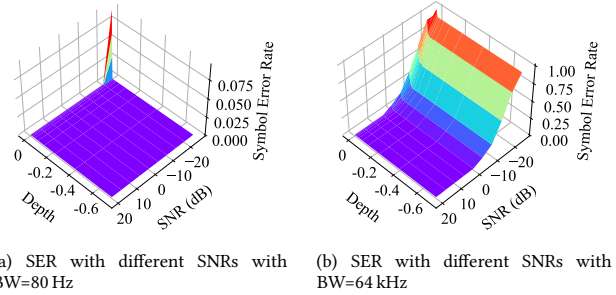 0.075
0.050
0.025
0.000
Symbol Error Rate
0
-0.2
-0.4
-0.6
Depth
20
10
0
−10
−20
SNR (dB)
1.00
0.75
0.50
0.25
0.00
Symbol Error Rate
0
-0.2
-0.4
-0.6
Depth
20
10
0
−10
−20
SNR (dB)
a) SER with different SNRs with
BW=80 Hz
(b) SER with different SNRs with
BW=64 kHz